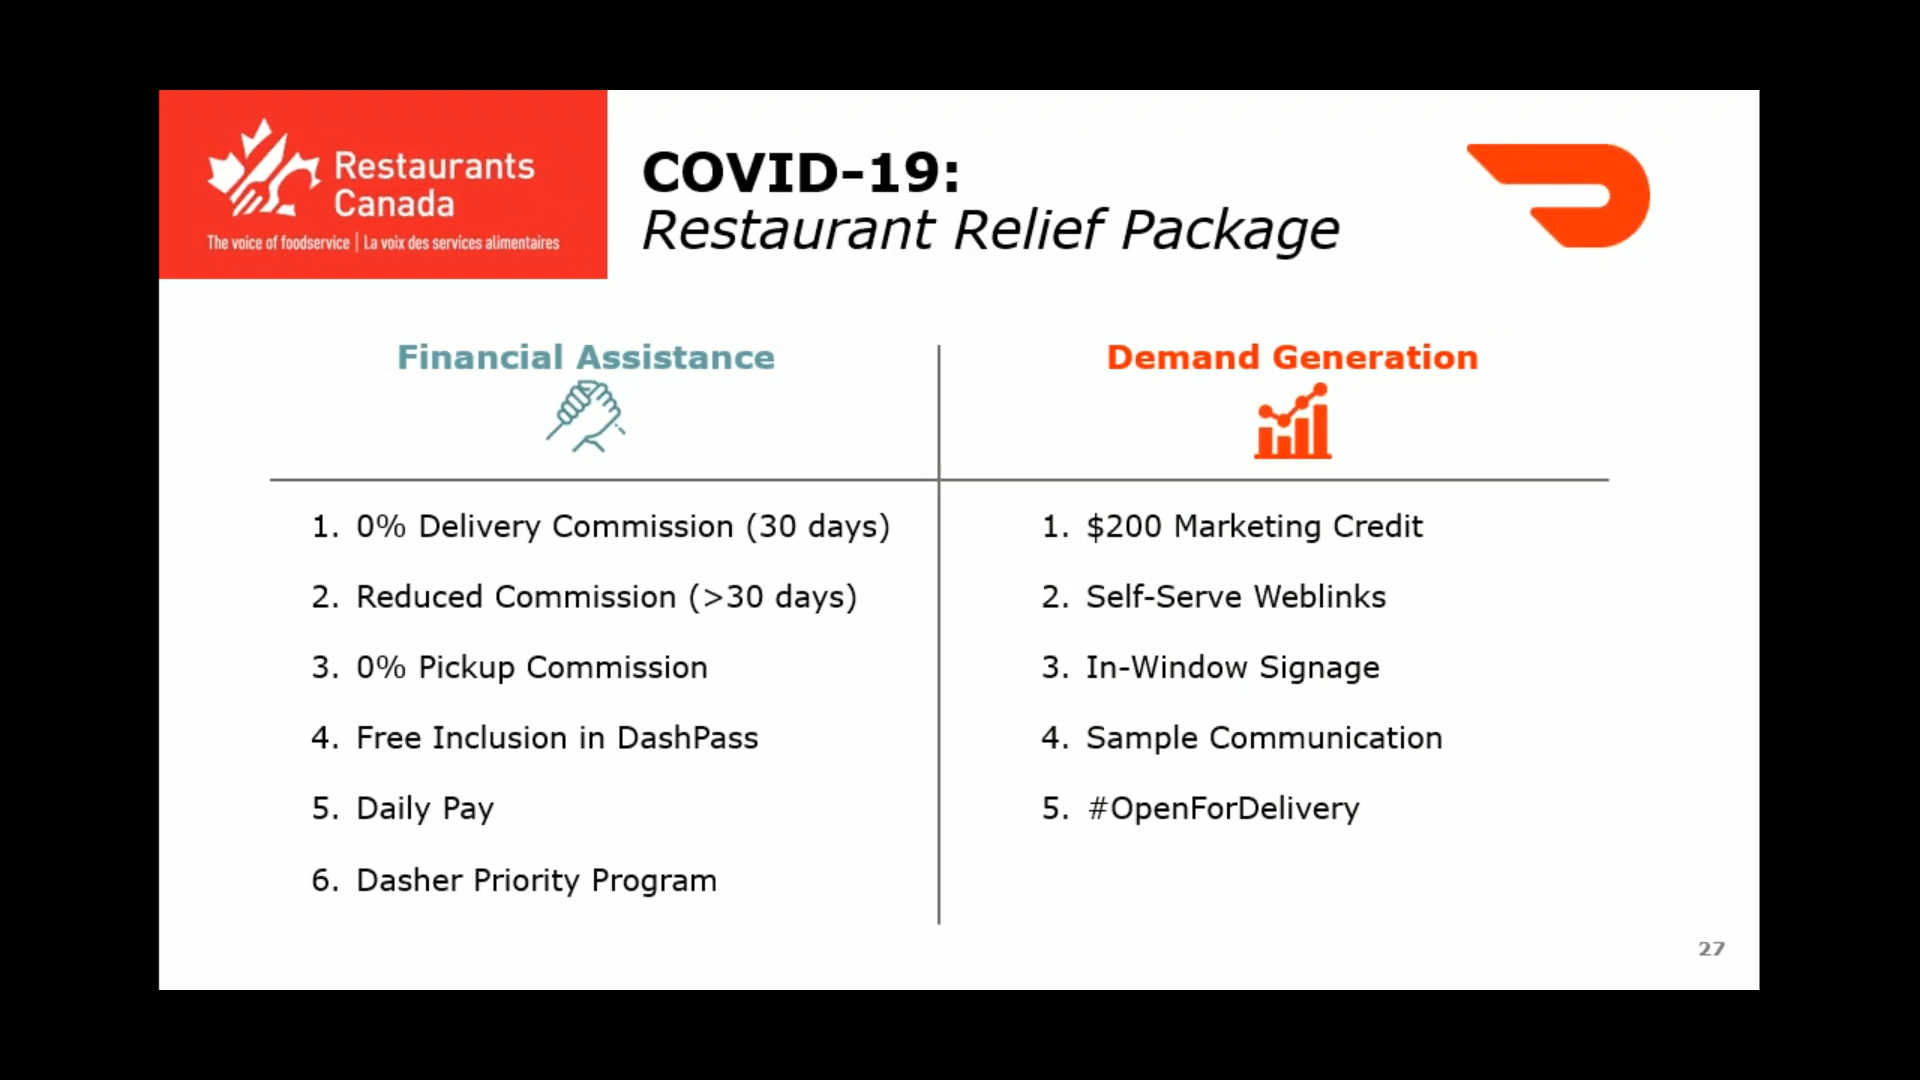 Restaurants
Canada
The voice of foodservice | La voix des services alimentaires
COVID-19:
Restaurant Relief Package
Financial Assistance
1. 0% Delivery Commission (30 days)
2. Reduced Commission (>30 days)
3. 0% Pickup Commission
4. Free Inclusion in DashPass
5. Daily Pay
6. Dasher Priority Program
Demand Generation
1. $200 Marketing Credit
2. Self-Serve Weblinks
3. In-Window Signage
4. Sample Communication
5. #OpenForDelivery
27